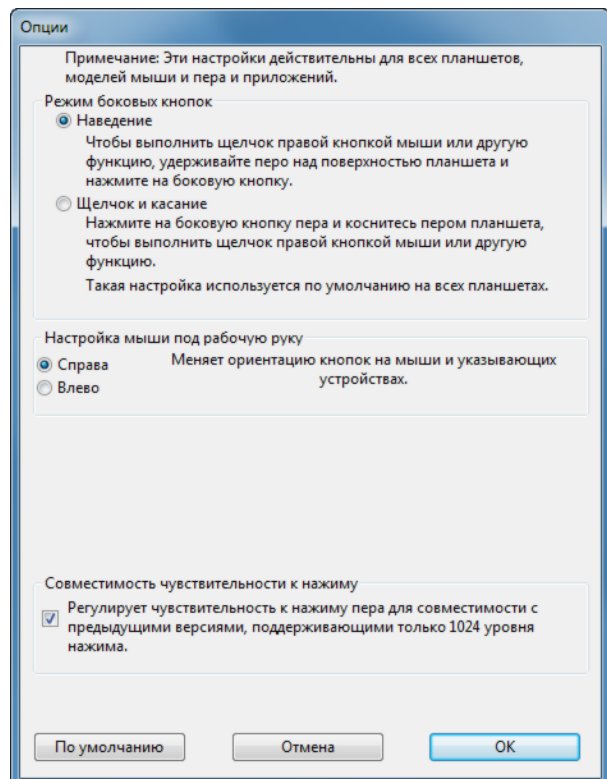 Опции
Примечание: Эти настройки действительны для всех планшетов,
моделей мыши и пера и приложений.
Режим боковых кнопок
Наведение
Чтобы выполнить щелчок правой кнопкой мыши или другую
функцию, удерживайте перо над поверхностью планшета и
нажмите на боковую кнопку.
Щелчок и касание
Нажмите на боковую кнопку пера и коснитесь пером планшета,
чтобы выполнить щелчок правой кнопкой мыши или другую
функцию.
Такая настройка используется по умолчанию на всех планшетах.
Настройка мыши под рабочую руку
Справа
Влево
Меняет ориентацию кнопок на мыши и указывающих
устройствах.
Совместимость чувствительности к нажиму
Регулирует чувствительность к нажиму пера для совместимости с
предыдущими версиями, поддерживающими только 1024 уровня
нажима.
По умолчанию
Отмена
OK